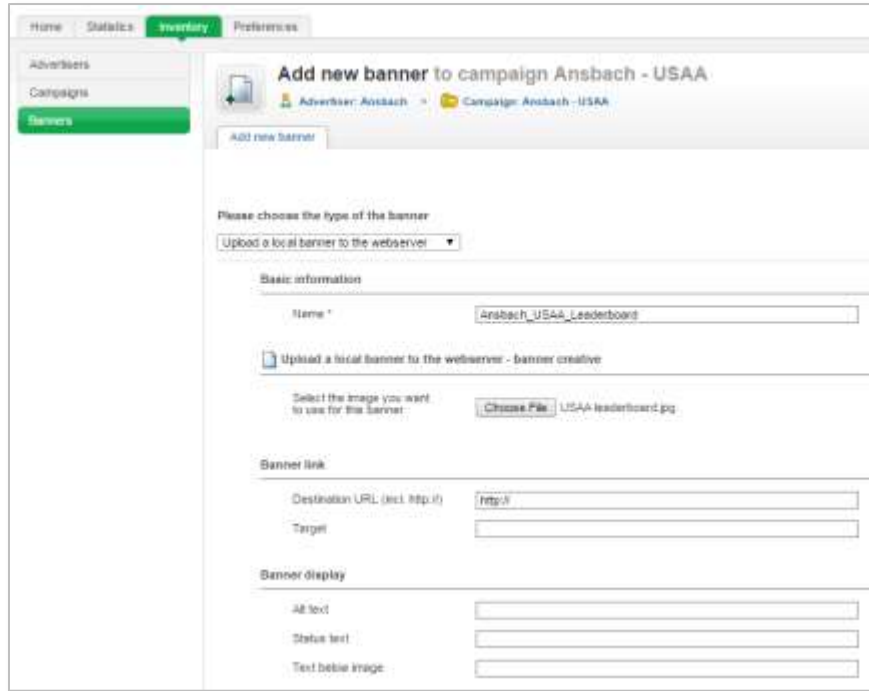 Home Statistics Inventory Preferences
Advertisers
Campaigns
Banners
Add new banner to campaign Ansbach - USAA
Advertiser: Ansbach > Campaign: Ansbach - USAA
Add new banner
Please choose the type of the banner
Upload a local banner to the webserver
Basic information
Name * Ansbach_USAA_Leaderboard
Upload a local banner to the webserver - banner creative
Select the image you want
to use for this banner Choose File USAA leaderboard.jpg
Banner link
Destination URL (incl. http://) http://
Target
Banner display
Alt text
Status text
Text below image